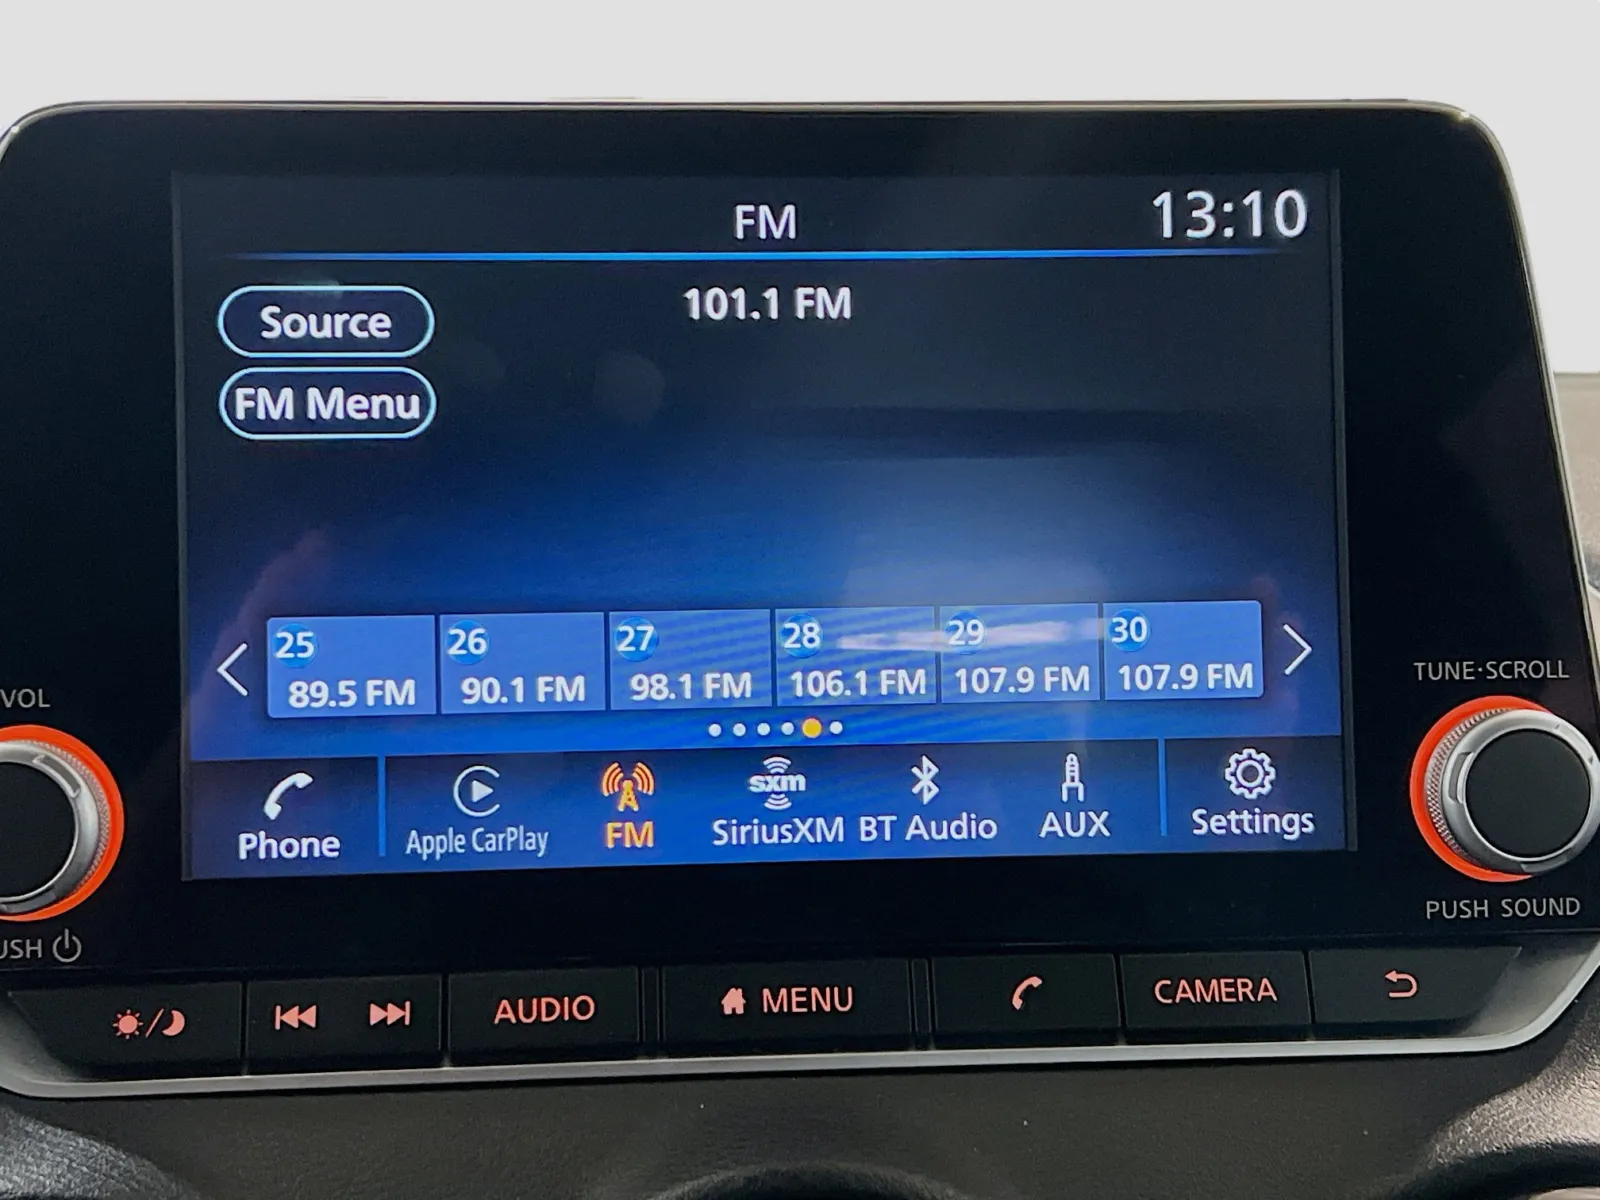 FM
13:10
Source
101.1 FM
FM Menu
25
89.5 FM
26
90.1 FM
27
98.1 FM
28
106.1 FM
29
107.9 FM
30
107.9 FM
VOL
TUNE·SCROLL
Phone
Apple CarPlay
FM
sxm
SiriusXM
BT Audio
AUX
Settings
PUSH SOUND
AUDIO
MENU
CAMERA